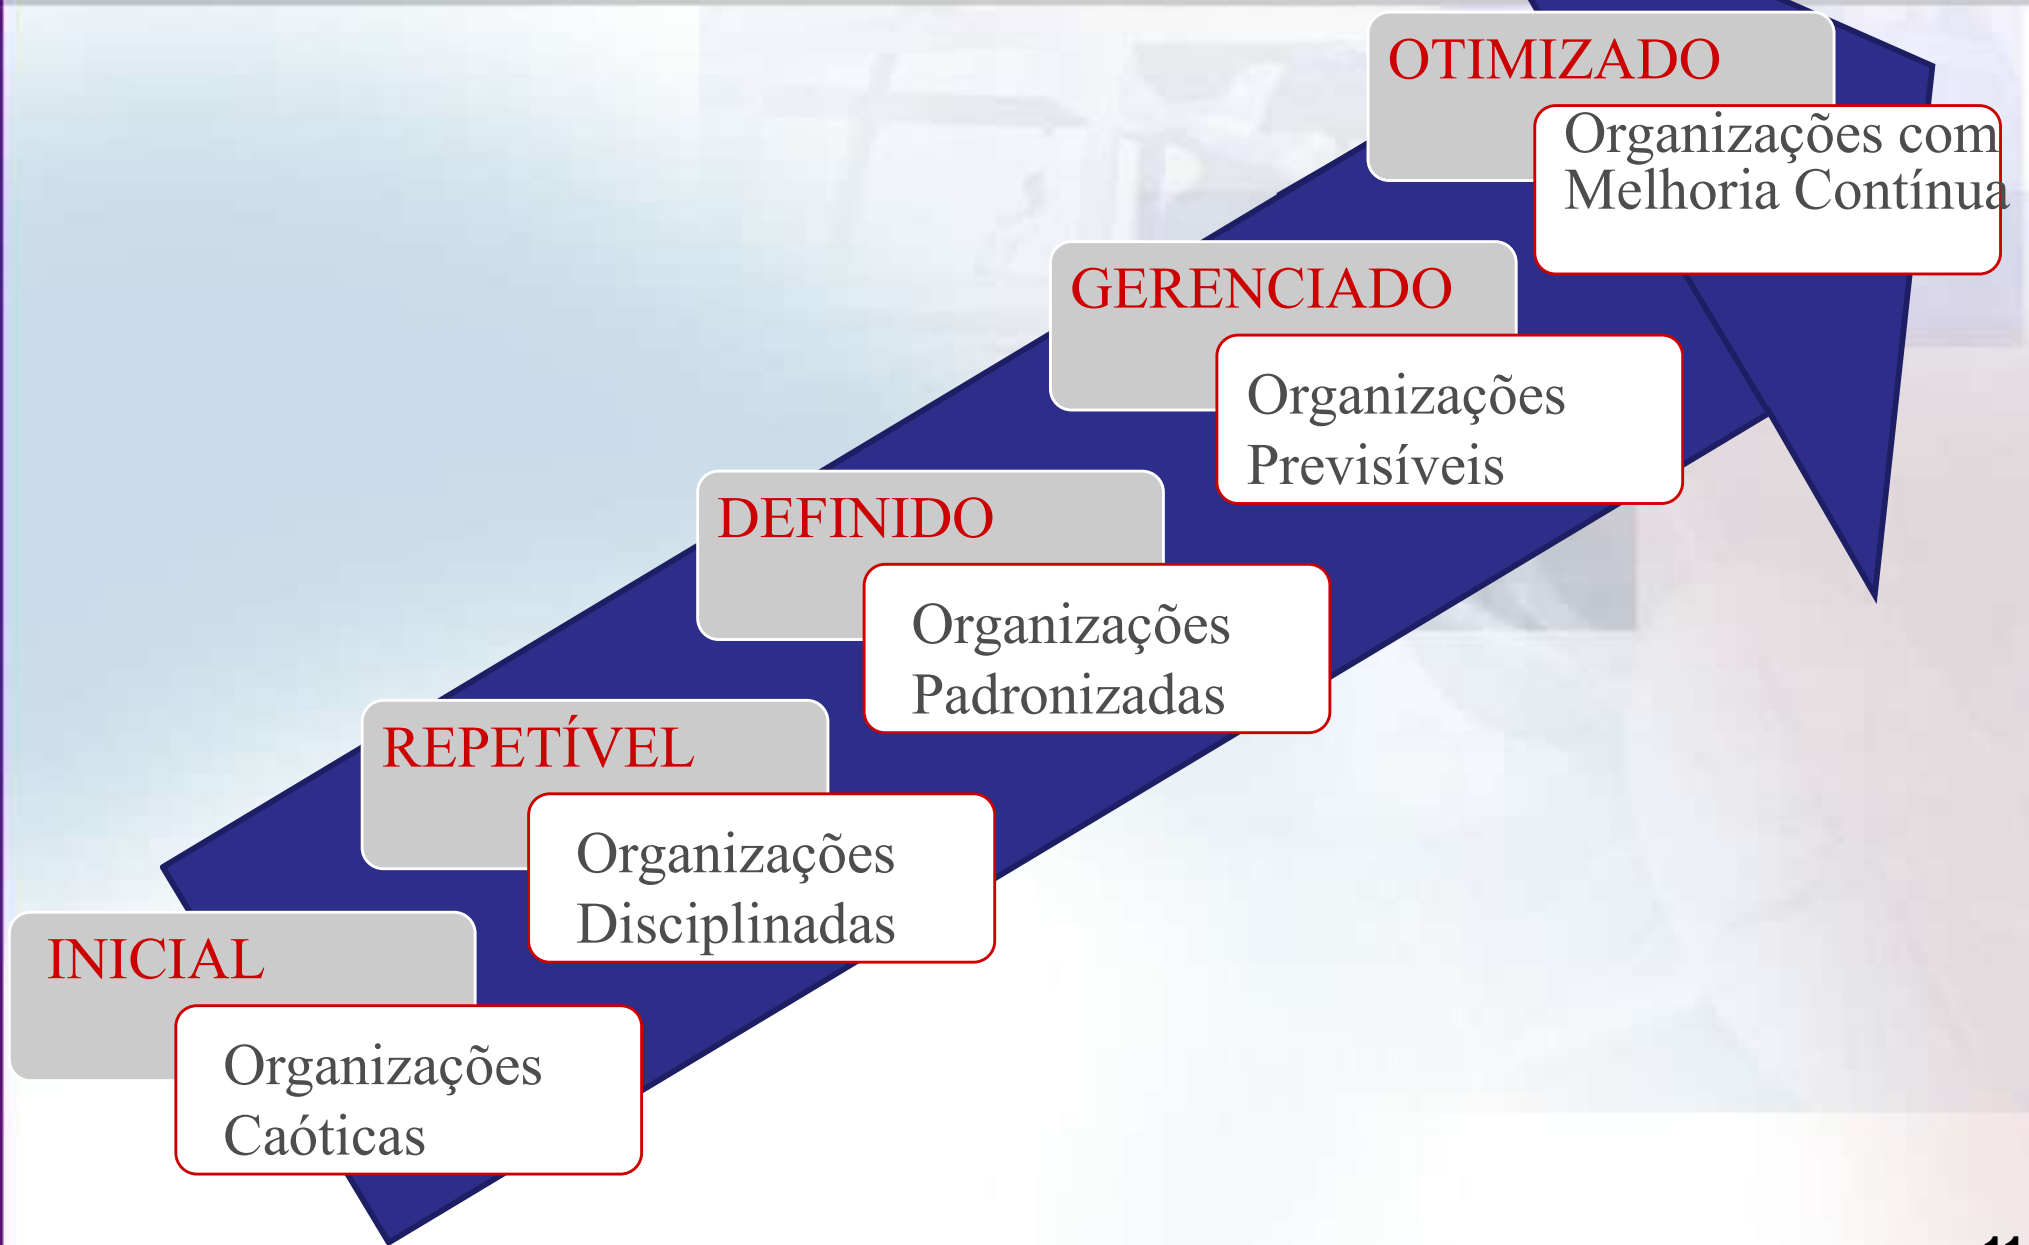 OTIMIZADO
Organizações com
Melhoria Contínua
GERENCIADO
Organizações
Previsíveis
DEFINIDO
Organizações
Padronizadas
REPETÍVEL
Organizações
Disciplinadas
INICIAL
Organizações
Caóticas